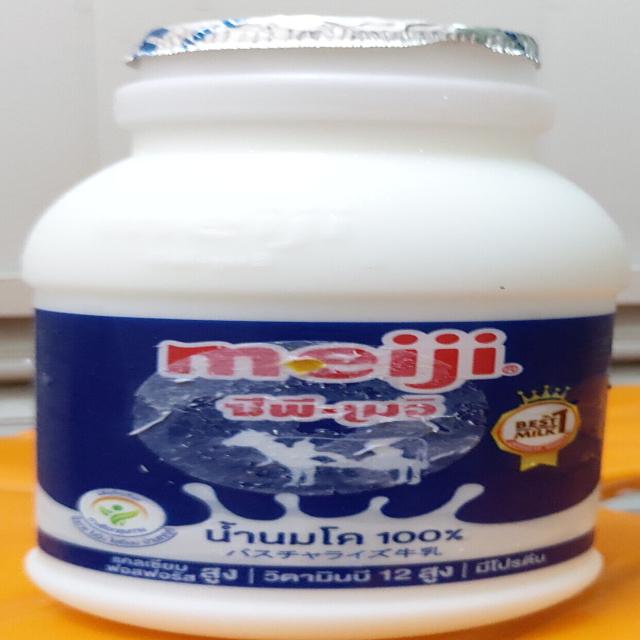 meiji®
ซีพี-เมจิ
BEST
MILK 1
น้ำนมโค 100%
パスチャライズ牛乳
แคลเซียม
ฟอสฟอรัส สูง | วิตามินบี 12 สูง | มีโปรตีน